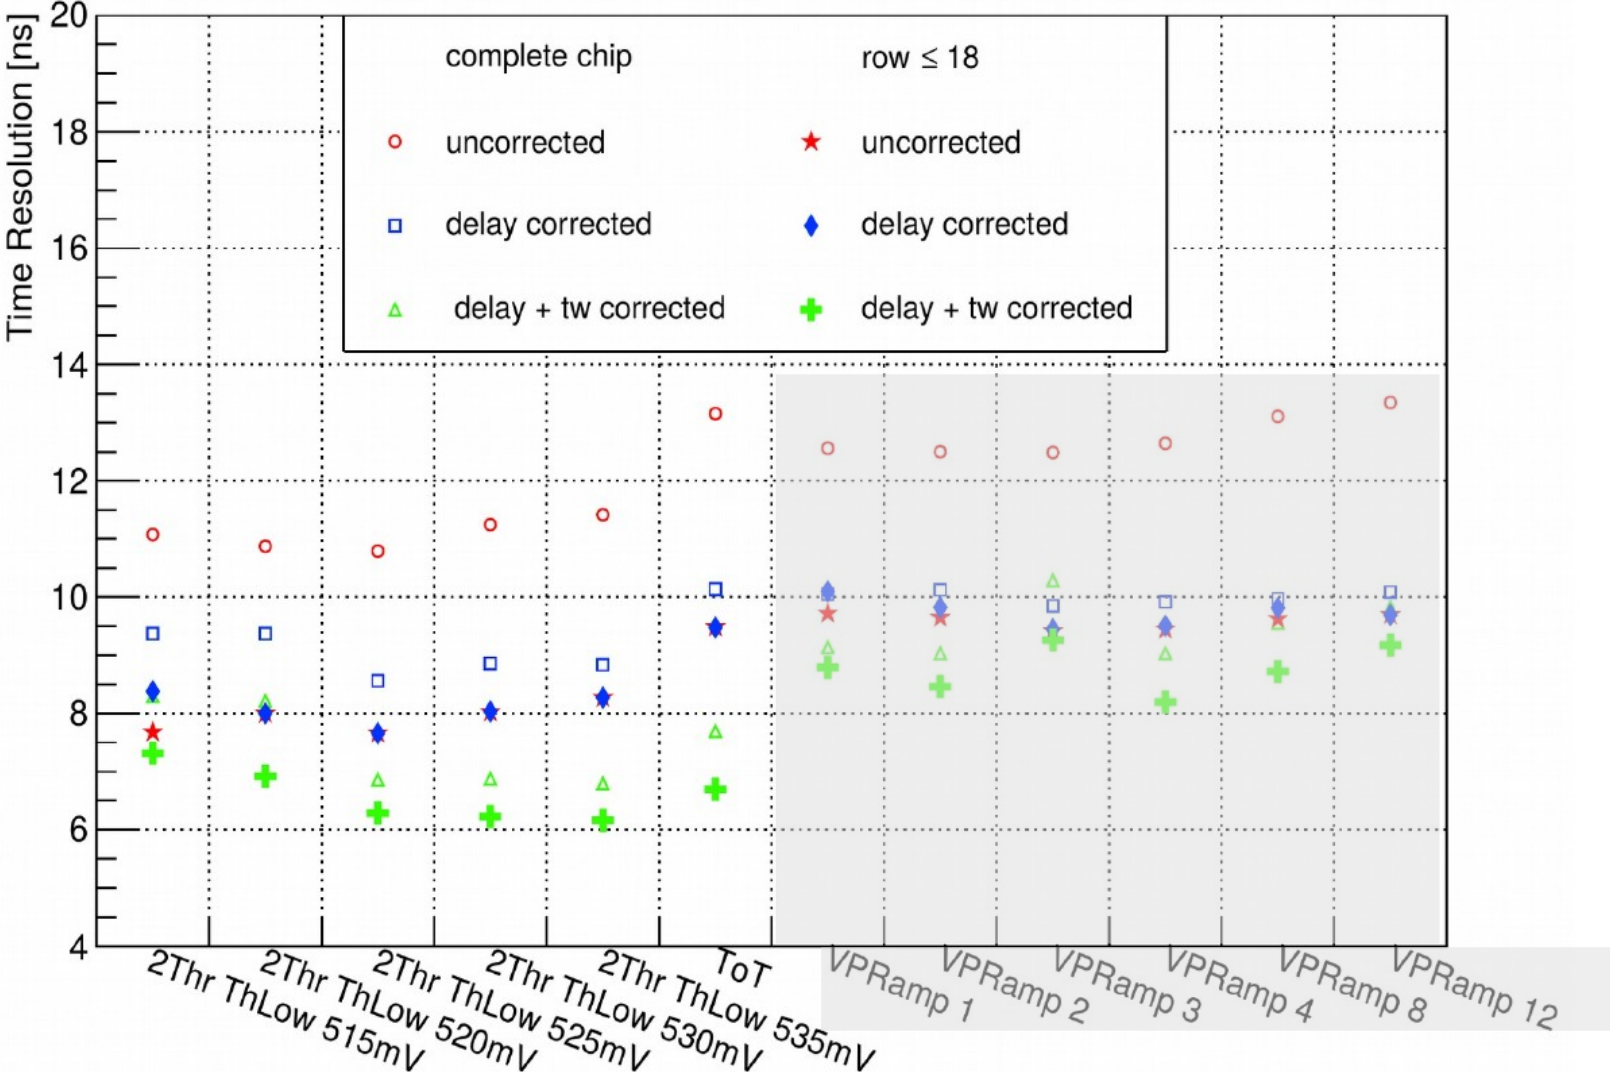 Time Resolution [ns]
20
18
16
14
12
10
8
6
4
complete chip
row ≤ 18
uncorrected
uncorrected
delay corrected
delay corrected
delay + tw corrected
delay + tw corrected
2Thr ThLow 515mV
2Thr ThLow 520mV
2Thr ThLow 525mV
2Thr ThLow 530mV
2Thr ThLow 535mV
ToT
VPRamp 1
VPRamp 2
VPRamp 3
VPRamp 4
VPRamp 8
VPRamp 12